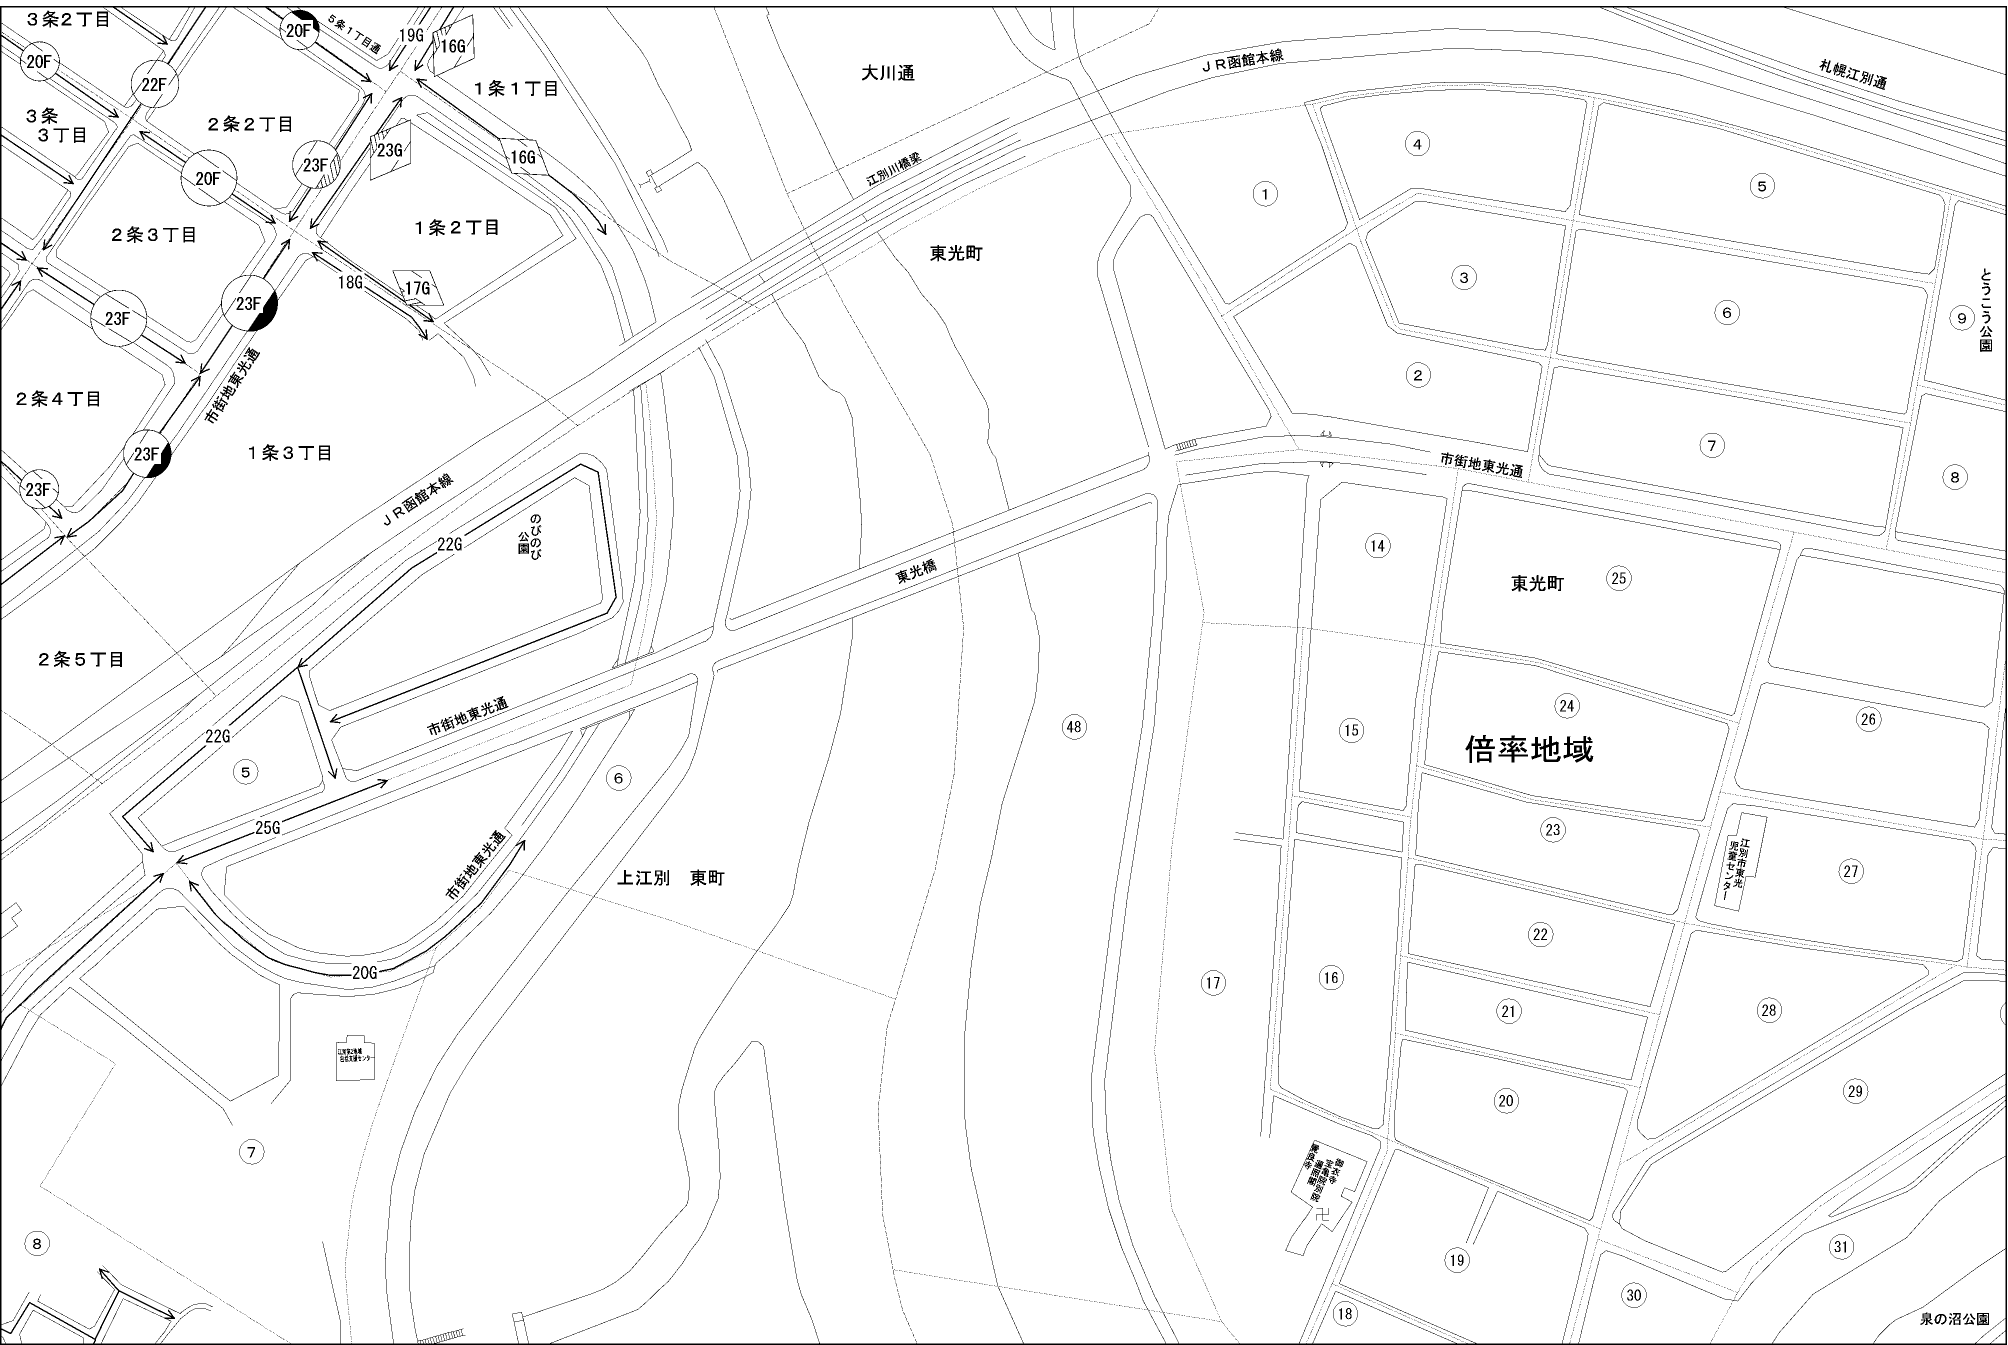 3条2丁目
5条1丁目通
20F
19G
16G
20F
22F
1条1丁目
大川通
JR函館本線
札幌江別通
3条
3丁目
2条2丁目
23F
23G
16G
江別川橋梁
4
1
5
20F
2条3丁目
1条2丁目
東光町
3
とうこう公園
18G
17G
23F
23F
6
9
市街地東光通
2
2条4丁目
1条3丁目
23F
23F
JR函館本線
市街地東光通
7
8
22G
のびのび
公園
東光橋
14
東光町
25
2条5丁目
市街地東光通
22G
5
6
48
15
24
倍率地域
26
25G
市街地東光通
23
江別市東光
児童センター
27
上江別 東町
20G
22
17
16
21
28
20
29
7
8
19
31
30
18
泉の沼公園